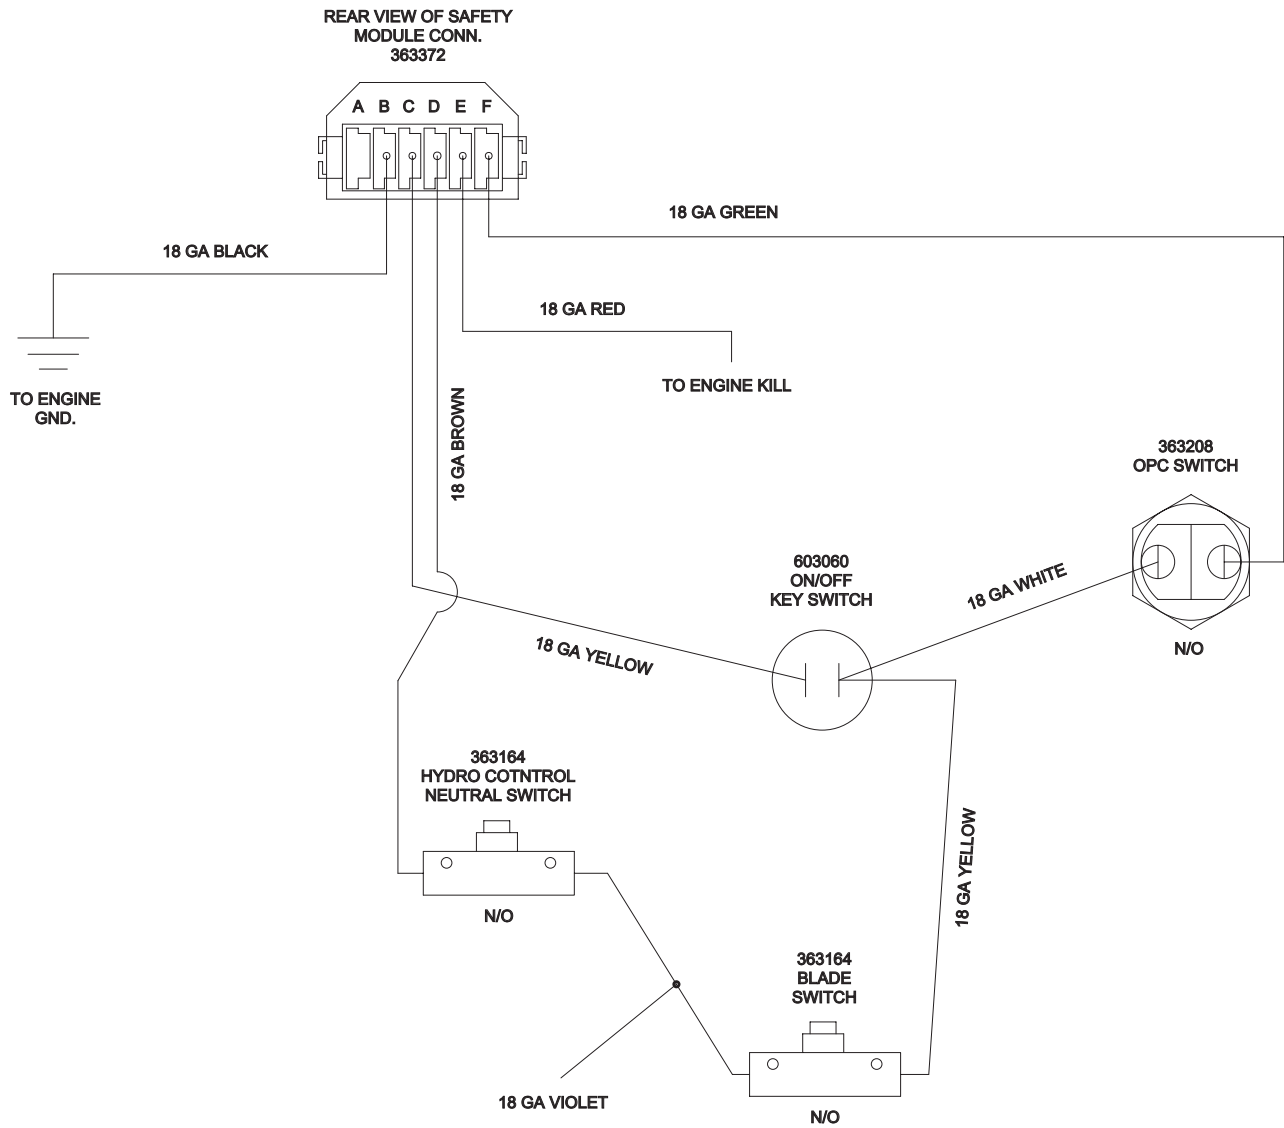 REAR VIEW OF SAFETY
MODULE CONN.
363372
A B C D E F
18 GA GREEN
18 GA BLACK
18 GA RED
TO ENGINE KILL
TO ENGINE
GND.
18 GA BROWN
363208
OPC SWITCH
603060
ON/OFF
KEY SWITCH
18 GA WHITE
18 GA YELLOW
N/O
363164
HYDRO COTNTROL
NEUTRAL SWITCH
N/O
18 GA YELLOW
363164
BLADE
SWITCH
18 GA VIOLET
N/O